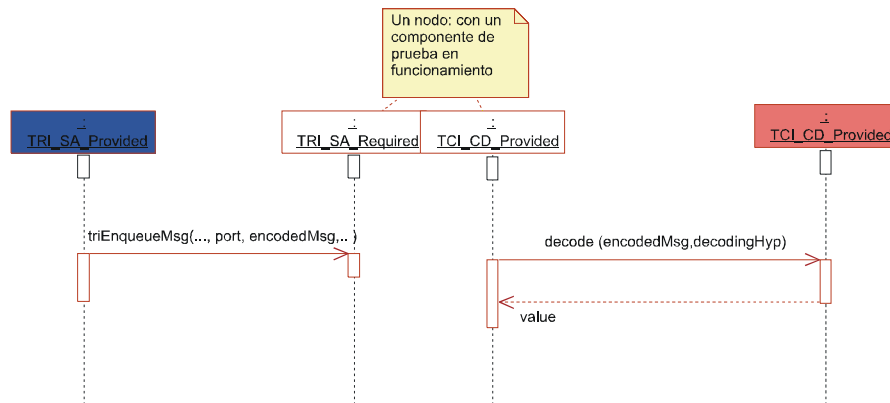 Un nodo: con un
componente de
prueba en
funcionamiento
:
TRI_SA_Provided
:
TRI_SA_Required
:
TCI_CD_Provided
:
TCI_CD_Provided
triEnqueueMsg(..., port, encodedMsg,.. )
decode (encodedMsg,decodingHyp)
value